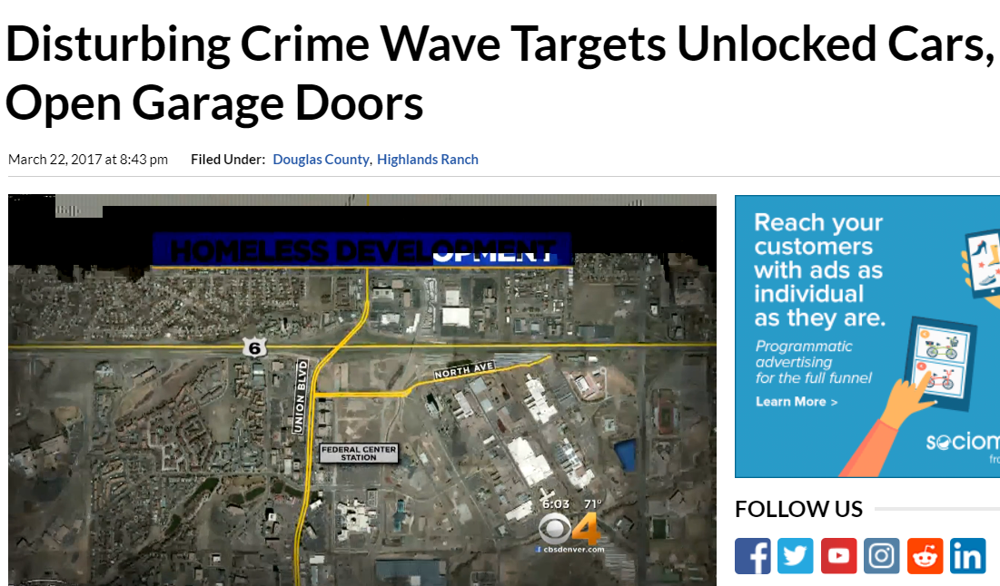 Disturbing Crime Wave Targets Unlocked Cars,
Open Garage Doors
March 22, 2017 at 8:43 pm Filed Under: Douglas County, Highlands Ranch
HOMELESS DEVELOPMENT
6
UNION BLVD
NORTH AVE
FEDERAL CENTER
STATION
6:03 71°
4
cbsdenver.com
Reach your
customers
with ads as
individual
as they are.
Programmatic
advertising
for the full funnel
Learn More >
FOLLOW US